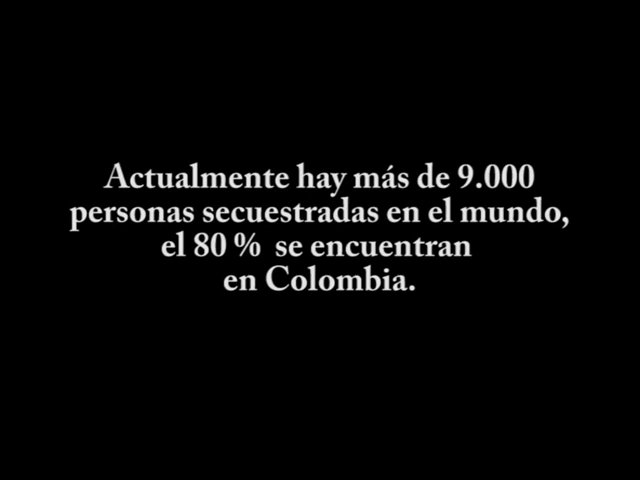 Actualmente hay más de 9.000
personas secuestradas en el mundo,
el 80 % se encuentran
en Colombia.